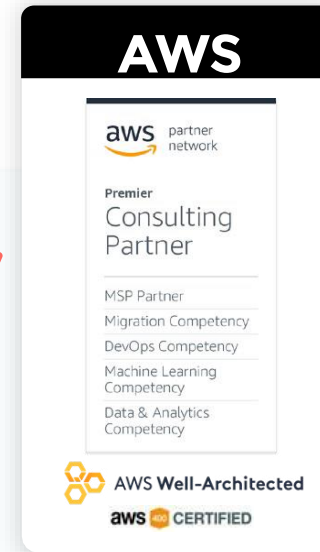 AWS
aws partner
network
Premier
Consulting
Partner
MSP Partner
Migration Competency
DevOps Competency
Machine Learning
Competency
Data & Analytics
Competency
AWS Well-Architected
aws 400 CERTIFIED